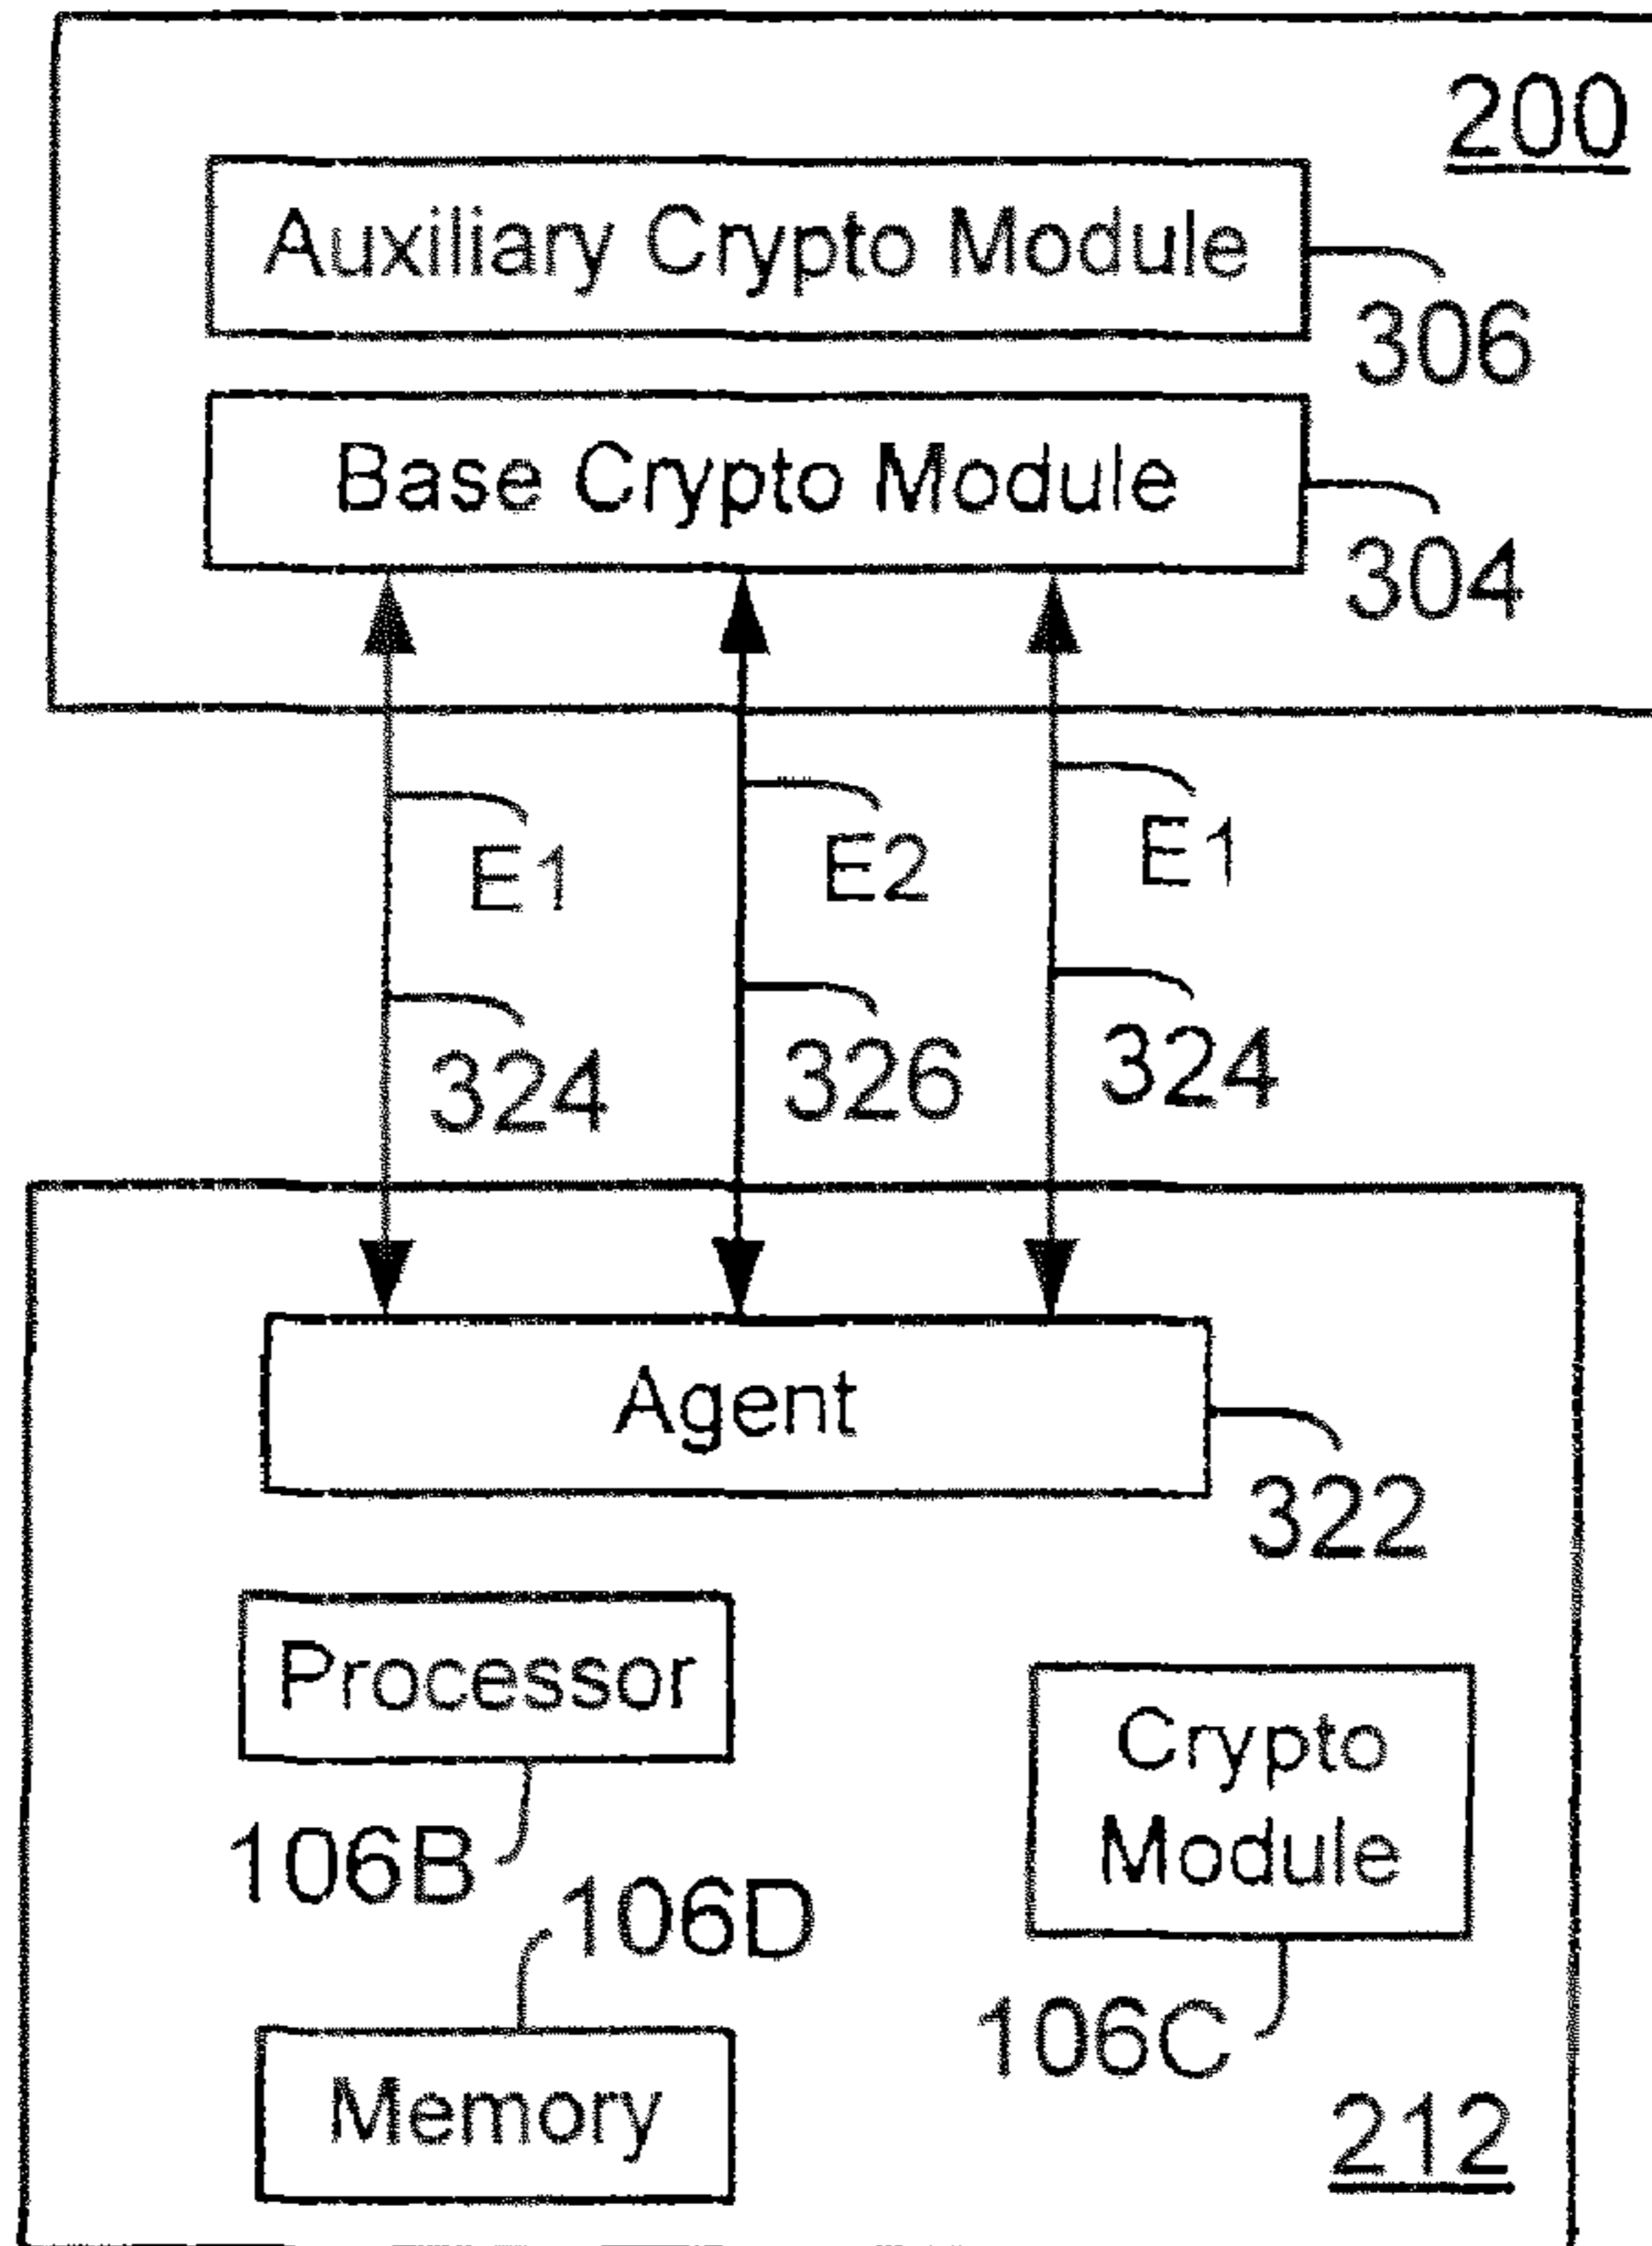 200
Auxiliary Crypto Module
306
Base Crypto Module
304
E1 E2 E1
324 326 324
Agent
322
Processor
106B
Crypto
Module
106D
106C
Memory
212